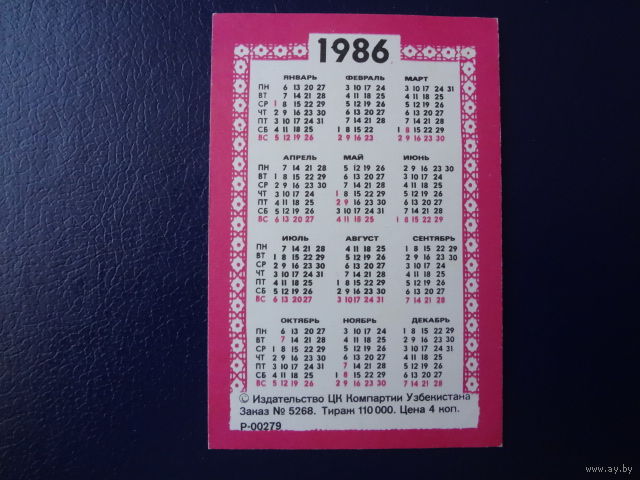 1986
ЯНВАРЬ ФЕВРАЛЬ МАРТ
ПН 6 13 20 27 3 10 17 24 3 10 17 24 31
ВТ 7 14 21 28 4 11 18 25 4 11 18 25
СР 1 8 15 22 29 5 12 19 26 5 12 19 26
ЧТ 2 9 16 23 30 6 13 20 27 6 13 20 27
ПТ 3 10 17 24 31 7 14 21 28 7 14 21 28
СБ 4 11 18 25 1 8 15 22 1 8 15 22 29
ВС 5 12 19 26 2 9 16 23 2 9 16 23 30
АПРЕЛЬ МАЙ ИЮНЬ
ПН 7 14 21 28 5 12 19 26 2 9 16 23 30
ВТ 1 8 15 22 29 6 13 20 27 3 10 17 24
СР 2 9 16 23 30 7 14 21 28 4 11 18 25
ЧТ 3 10 17 24 1 8 15 22 29 5 12 19 26
ПТ 4 11 18 25 2 9 16 23 30 6 13 20 27
СБ 5 12 19 26 3 10 17 24 31 7 14 21 28
ВС 6 13 20 27 4 11 18 25 1 8 15 22 29
ИЮЛЬ АВГУСТ СЕНТЯБРЬ
ПН 7 14 21 28 4 11 18 25 1 8 15 22 29
ВТ 1 8 15 22 29 5 12 19 26 2 9 16 23 30
СР 2 9 16 23 30 6 13 20 27 3 10 17 24
ЧТ 3 10 17 24 31 7 14 21 28 4 11 18 25
ПТ 4 11 18 25 1 8 15 22 29 5 12 19 26
СБ 5 12 19 26 2 9 16 23 30 6 13 20 27
ВС 6 13 20 27 3 10 17 24 31 7 14 21 28
ОКТЯБРЬ НОЯБРЬ ДЕКАБРЬ
ПН 6 13 20 27 3 10 17 24 1 8 15 22 29
ВТ 7 14 21 28 4 11 18 25 2 9 16 23 30
СР 1 8 15 22 29 5 12 19 26 3 10 17 24 31
ЧТ 2 9 16 23 30 6 13 20 27 4 11 18 25
ПТ 3 10 17 24 31 7 14 21 28 5 12 19 26
СБ 4 11 18 25 1 8 15 22 29 6 13 20 27
ВС 5 12 19 26 2 9 16 23 30 7 14 21 28
© Издательство ЦК Компартии Узбекистана
Заказ № 5268. Тираж 110 000. Цена 4 коп.
Р-00279
www.ay.by